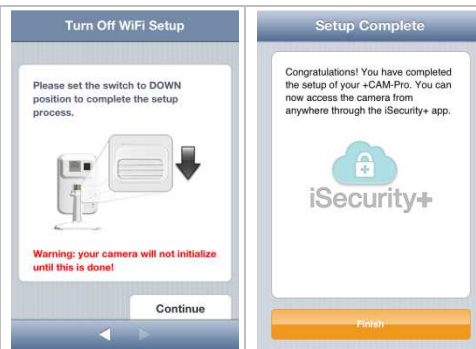 Turn Off WiFi Setup
Please set the switch to DOWN
position to complete the setup
process.
Warning: your camera will not initialize
until this is done!
Continue
Setup Complete
Congratulations! You have completed
the setup of your +CAM-Pro. You can
now access the camera from
anywhere through the iSecurity+ app.
iSecurity+
Finish